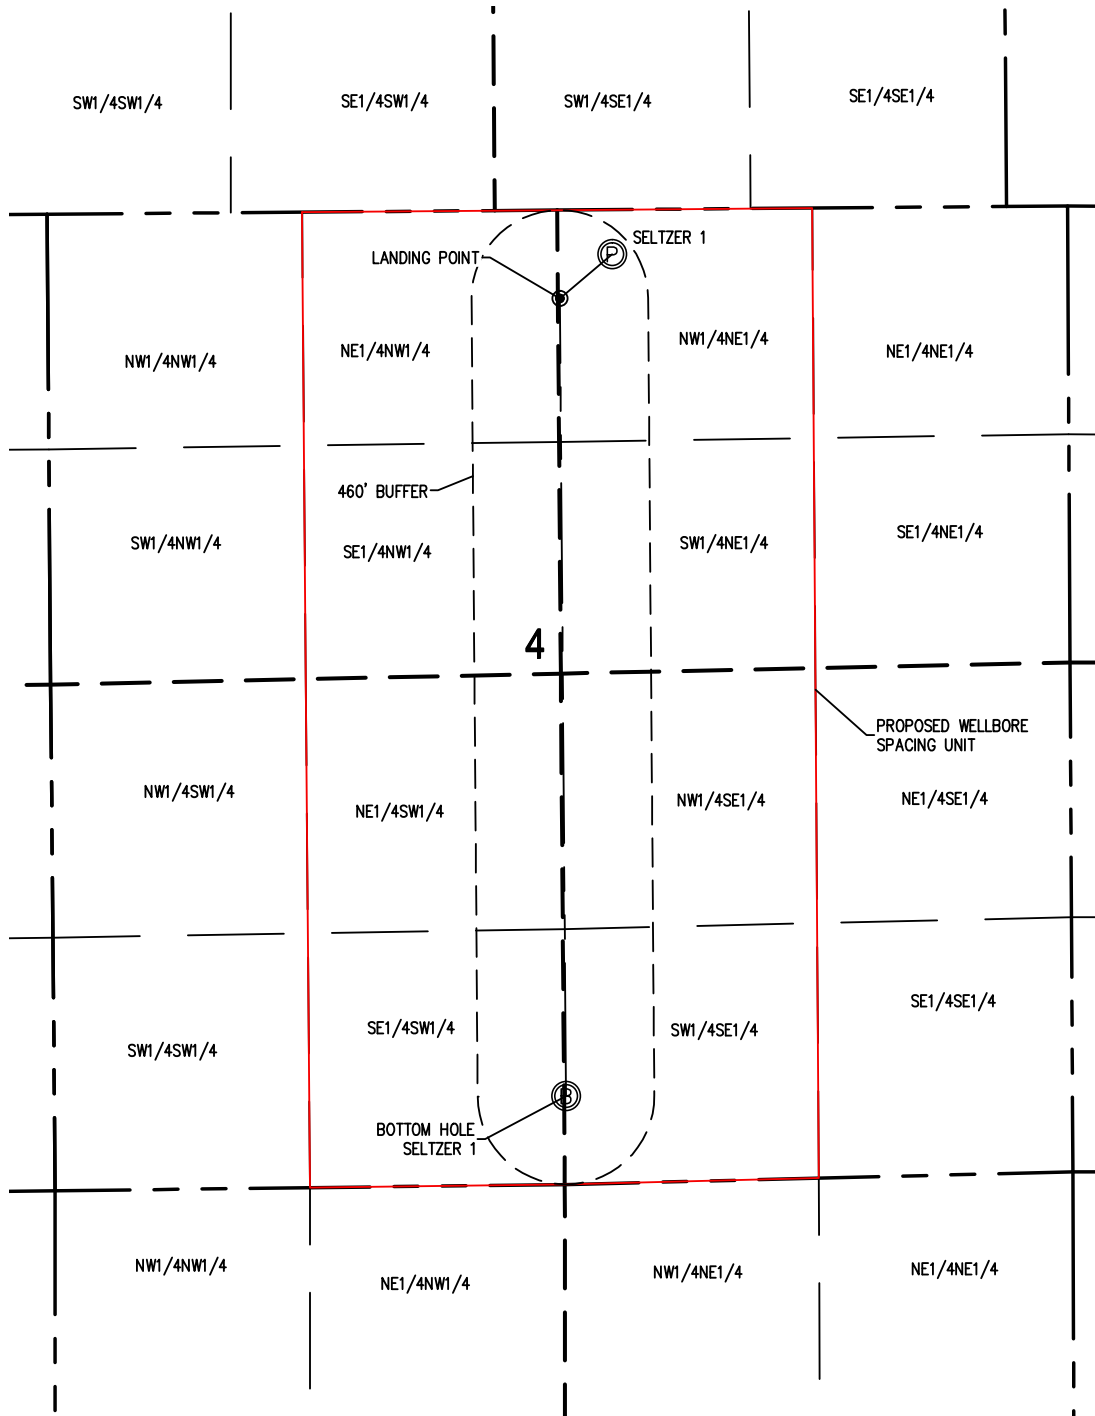 SW1/4SW1/4
SE1/4SW1/4
SW1/4SE1/4
SE1/4SE1/4
SELTZER 1
P
LANDING POINT
NW1/4NW1/4
NE1/4NW1/4
NW1/4NE1/4
NE1/4NE1/4
460' BUFFER
SW1/4NW1/4
SE1/4NW1/4
SW1/4NE1/4
SE1/4NE1/4
4
PROPOSED WELLBORE
SPACING UNIT
NW1/4SW1/4
NE1/4SW1/4
NW1/4SE1/4
NE1/4SE1/4
SW1/4SW1/4
SE1/4SW1/4
SW1/4SE1/4
SE1/4SE1/4
B
BOTTOM HOLE
SELTZER 1
NW1/4NW1/4
NE1/4NW1/4
NW1/4NE1/4
NE1/4NE1/4